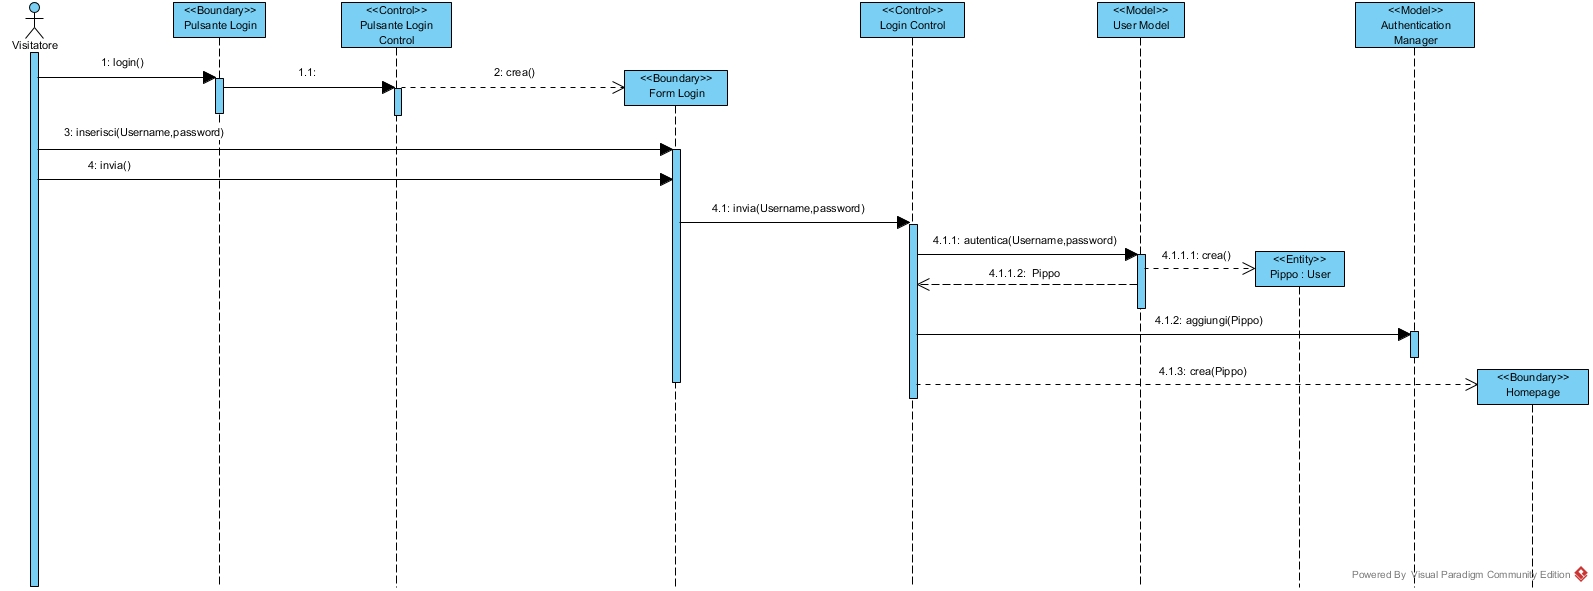 <<Boundary>>
Pulsante Login
<<Control>>
Pulsante Login
Control
<<Control>>
Login Control
<<Model>>
User Model
<<Model>>
Authentication
Manager
Visitatore
1: login()
1.1:
2: crea()
<<Boundary>>
Form Login
3: inserisci(Username,password)
4: invia()
4.1: invia(Username,password)
4.1.1: autentica(Username,password)
4.1.1.1: crea()
<<Entity>>
Pippo : User
4.1.1.2: Pippo
4.1.2: aggiungi(Pippo)
4.1.3: crea(Pippo)
<<Boundary>>
Homepage
Powered By Visual Paradigm Community Edition